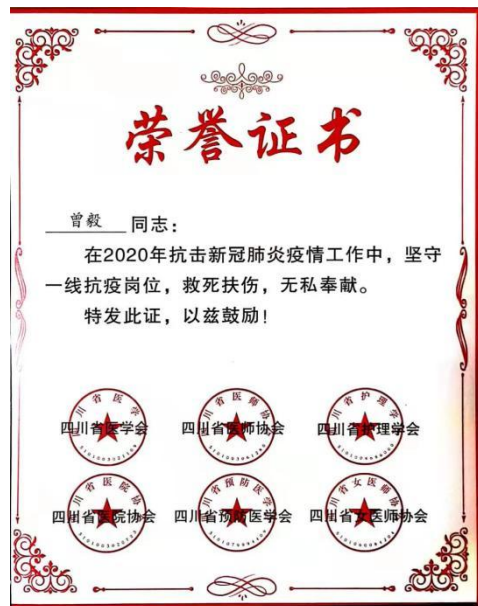 荣誉证书
曾毅 同志：
在2020年抗击新冠肺炎疫情工作中，坚守
一线抗疫岗位，救死扶伤，无私奉献。
特发此证，以兹鼓励！
四川省医学会 四川省医师协会 四川省护理学会
四川省医院协会 四川省预防医学会 四川省女医师协会